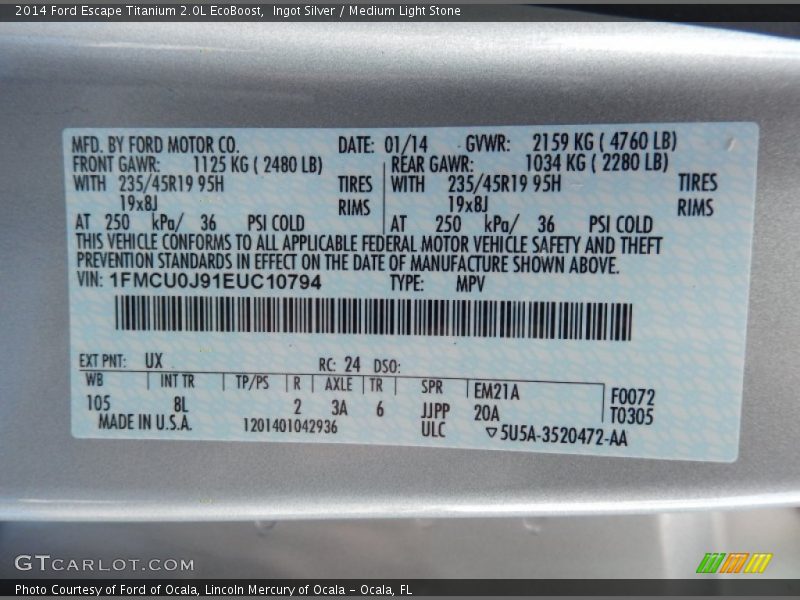 2014 Ford Escape Titanium 2.0L EcoBoost, Ingot Silver / Medium Light Stone
MFD. BY FORD MOTOR CO. DATE: 01/14 GVWR: 2159 KG ( 4760 LB)
FRONT GAWR: 1125 KG ( 2480 LB) REAR GAWR: 1034 KG ( 2280 LB)
WITH 235/45R19 95H TIRES WITH 235/45R19 95H TIRES
19x8J RIMS 19x8J RIMS
AT 250 kPa/ 36 PSI COLD AT 250 kPa/ 36 PSI COLD
THIS VEHICLE CONFORMS TO ALL APPLICABLE FEDERAL MOTOR VEHICLE SAFETY AND THEFT
PREVENTION STANDARDS IN EFFECT ON THE DATE OF MANUFACTURE SHOWN ABOVE.
VIN: 1FMCU0J91EUC10794 TYPE: MPV
EXT PNT: UX RC: 24 DSO:
WB INT TR TP/PS R AXLE TR SPR EM21A F0072
105 8L 2 3A 6 JJPP 20A T0305
MADE IN U.S.A. 1201401042936 ULC ▽5U5A-3520472-AA
GTCARLOT.COM
Photo Courtesy of Ford of Ocala, Lincoln Mercury of Ocala – Ocala, FL